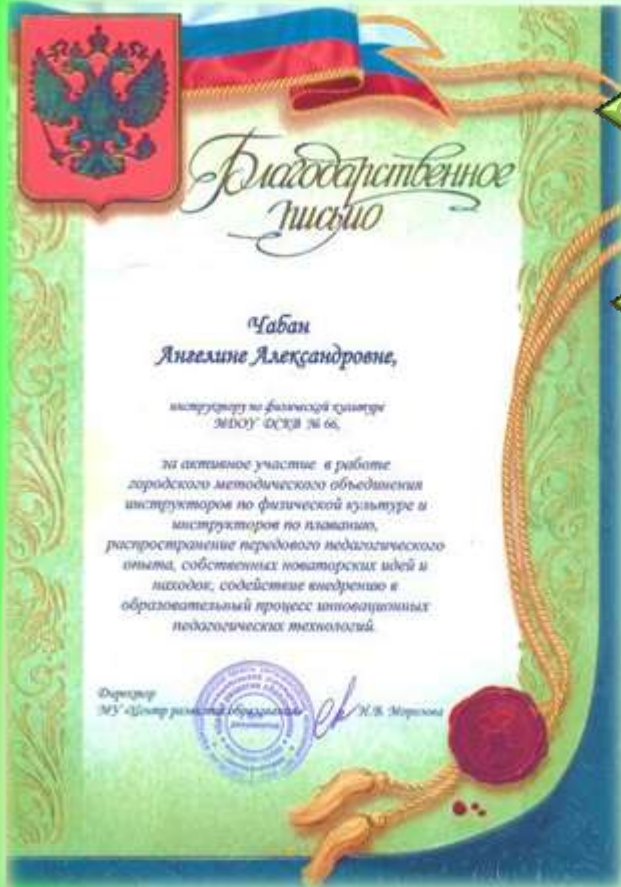 Благодарственное
письмо
Чабан
Ангелине Александровне,
инструктору по физической культуре
МДОУ ДСКВ № 66,
за активное участие в работе
городского методического объединения
инструкторов по физической культуре и
инструкторов по плаванию,
распространение передового педагогического
опыта, собственных новаторских идей и
находок, содействие внедрению в
образовательный процесс инновационных
педагогических технологий.
Директор
МУ «Центр развития образования» Н.В. Морозова